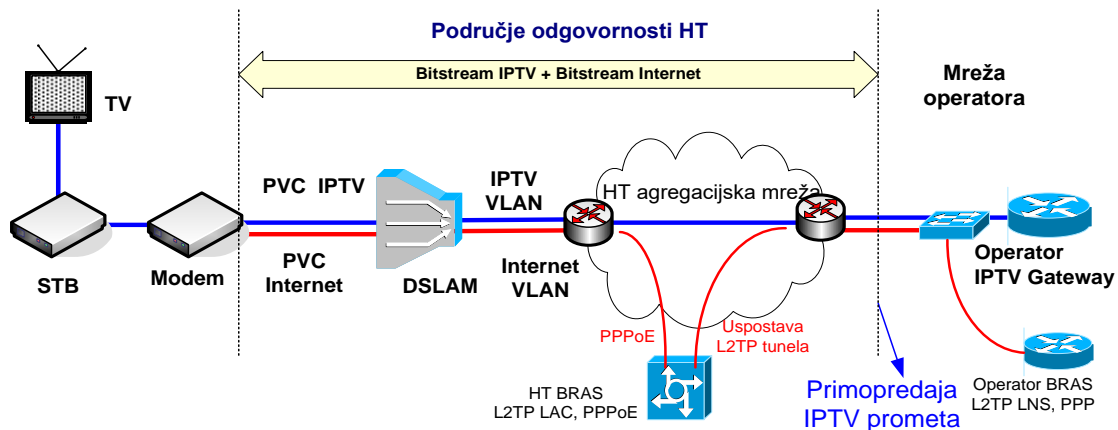 Područje odgovornosti HT
Bitstream IPTV + Bitstream Internet
Mreža
operatora
TV
PVC IPTV
IPTV
VLAN
HT agregacijska mreža
STB
Modem
PVC
Internet
DSLAM
Internet
VLAN
Operator
IPTV Gateway
PPPoE
Uspostava
L2TP tunela
HT BRAS
L2TP LAC, PPPoE
Primopredaja
IPTV prometa
Operator BRAS
L2TP LNS, PPP